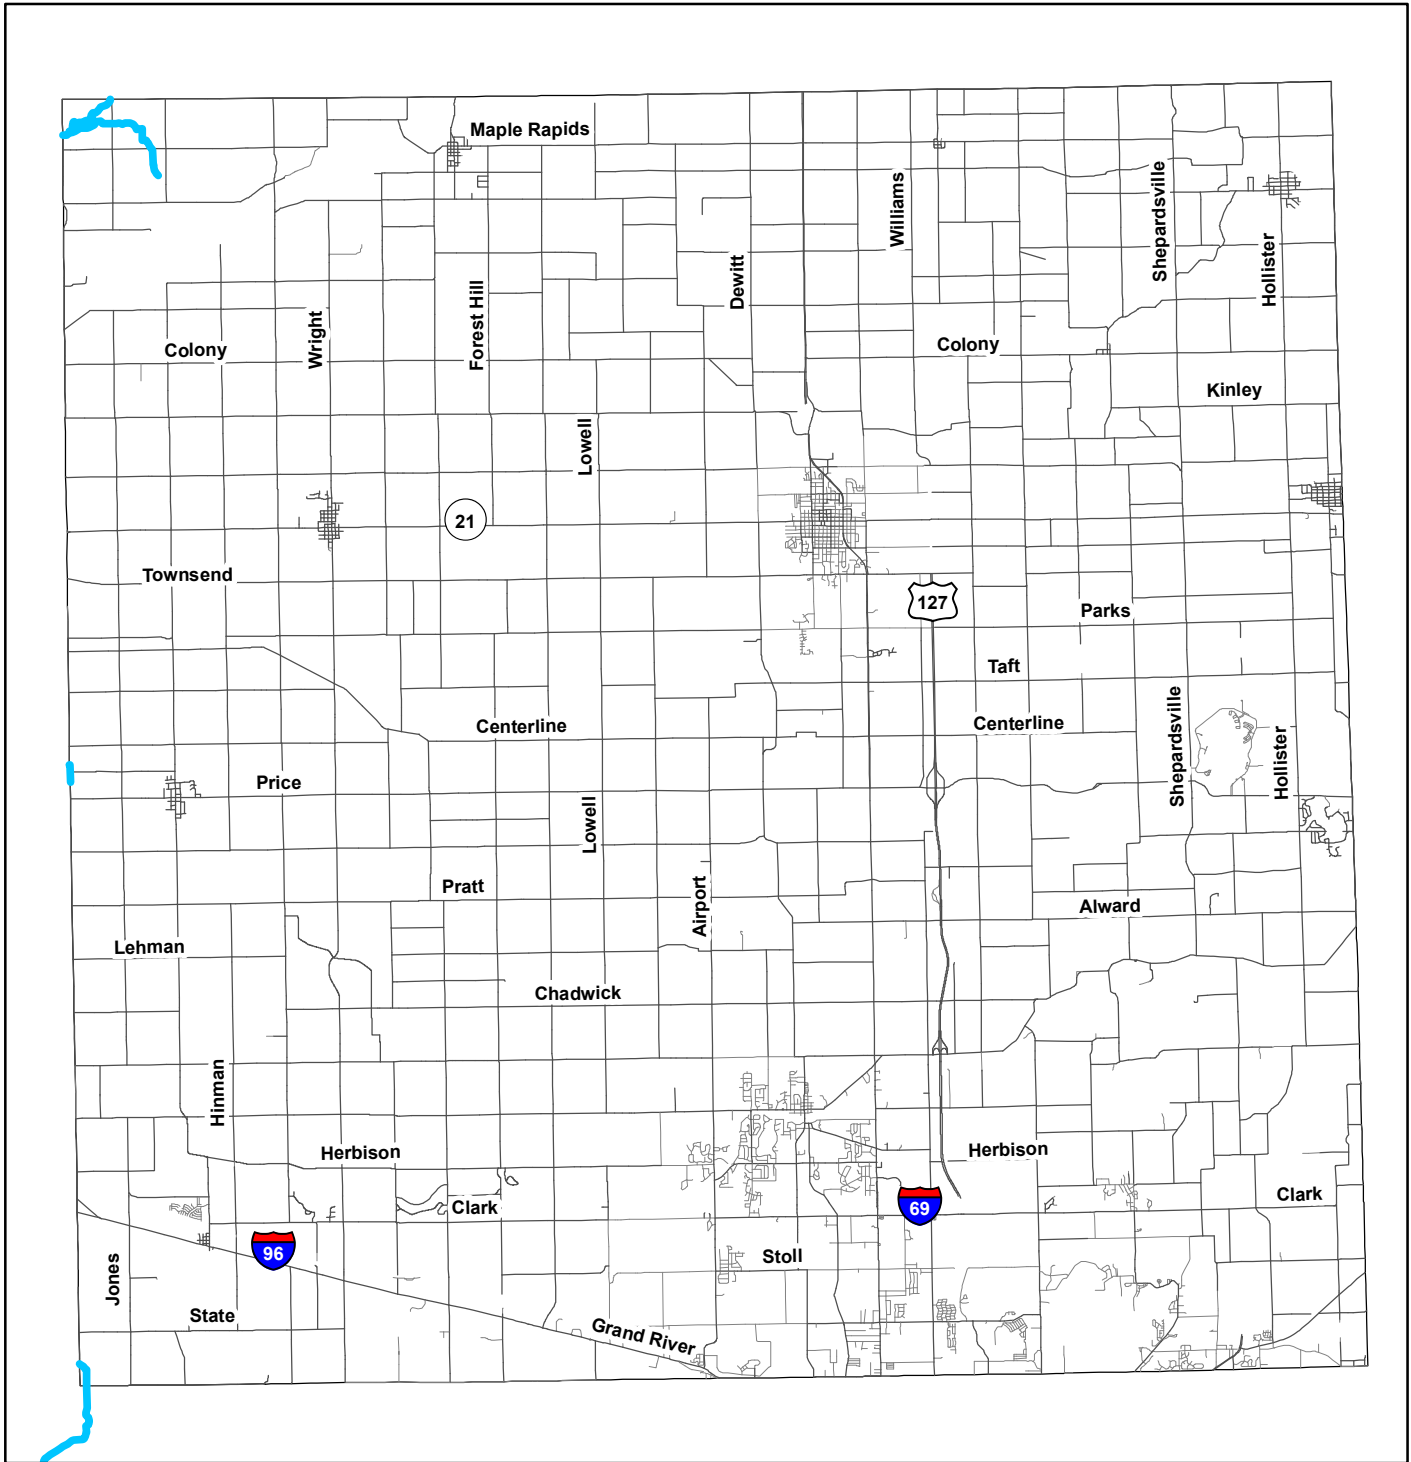 Maple Rapids
Williams
Shepardsville
Hollister
Dewitt
Forest Hill
Wright
Colony
Colony
Kinley
Lowell
21
Townsend
127
Parks
Taft
Centerline
Centerline
Shepardsville
Hollister
Price
Lowell
Pratt
Airport
Alward
Lehman
Chadwick
Hinman
Herbison
Herbison
Clark
69
Clark
96
Stoll
Jones
State
Grand River